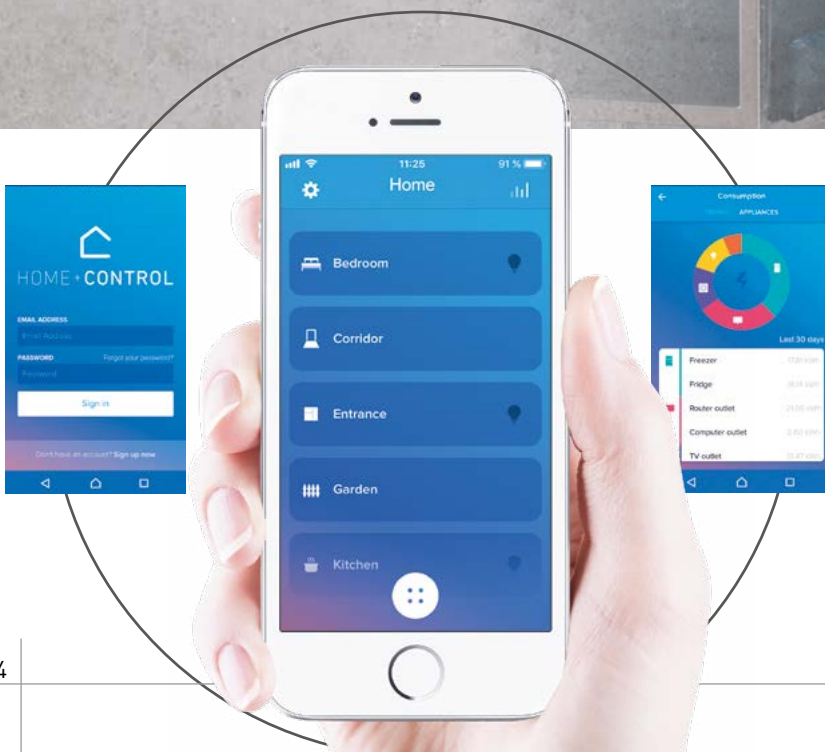 HOME + CONTROL
EMAIL ADDRESS
Email Address
PASSWORD Forgot your password?
Password
Sign in
Don't have an account? Sign up now
11:25 91 %
Home
Bedroom
Corridor
Entrance
Garden
Kitchen
Consumption
APPLIANCES
Last 30 days
Freezer
Fridge
Router outlet
Computer outlet
TV outlet
4